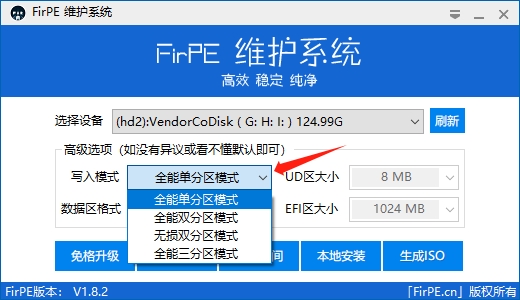 FirPE 维护系统
FirPE 维护系统
高效 稳定 纯净
选择设备 (hd2):VendorCoDisk ( G: H: I: ) 124.99G 刷新
高级选项（如没有异议或看不懂默认即可）
写入模式 全能单分区模式 UD区大小 8 MB
全能单分区模式
数据区格式 全能双分区模式 EFI区大小 1024 MB
无损双分区模式
全能三分区模式
免格升级 间 本地安装 生成ISO
FirPE版本： V1.8.2 「FirPE.cn」版权所有